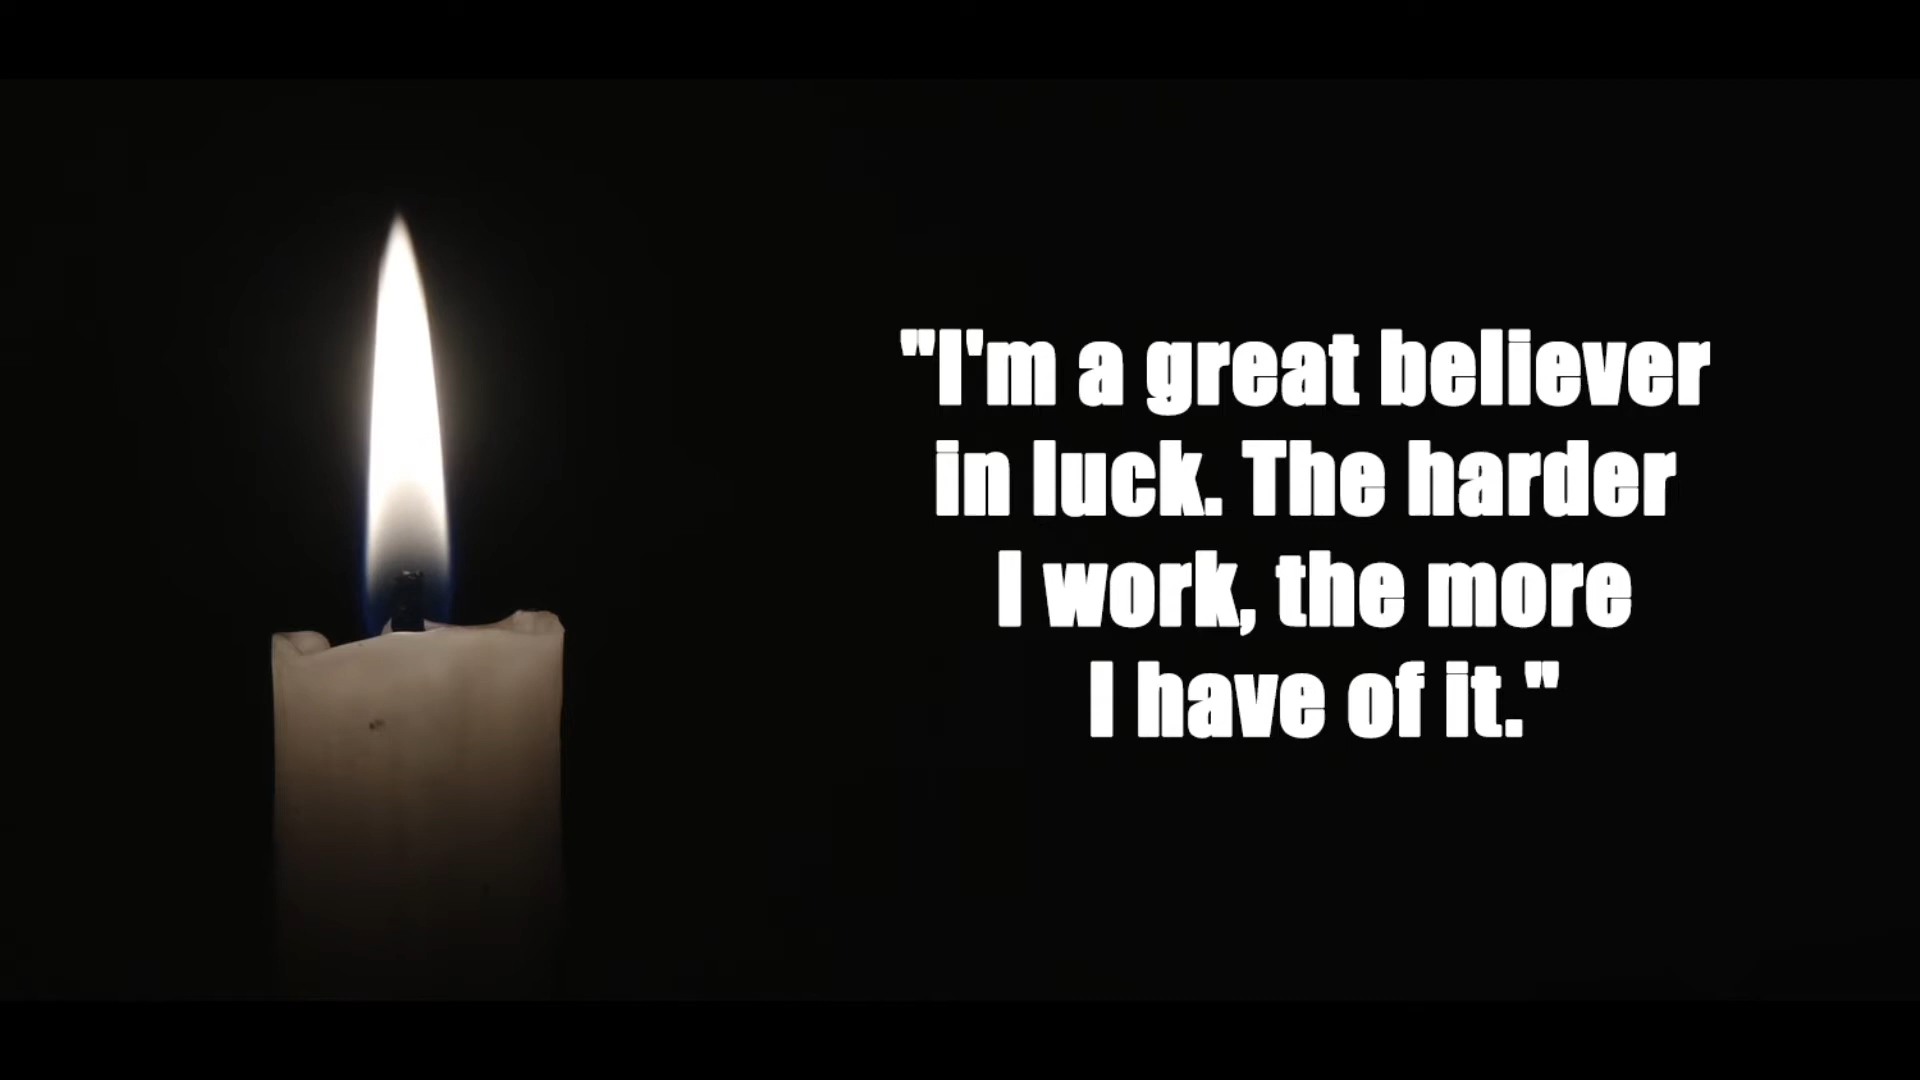 "I'm a great believer
in luck. The harder
I work, the more
I have of it."